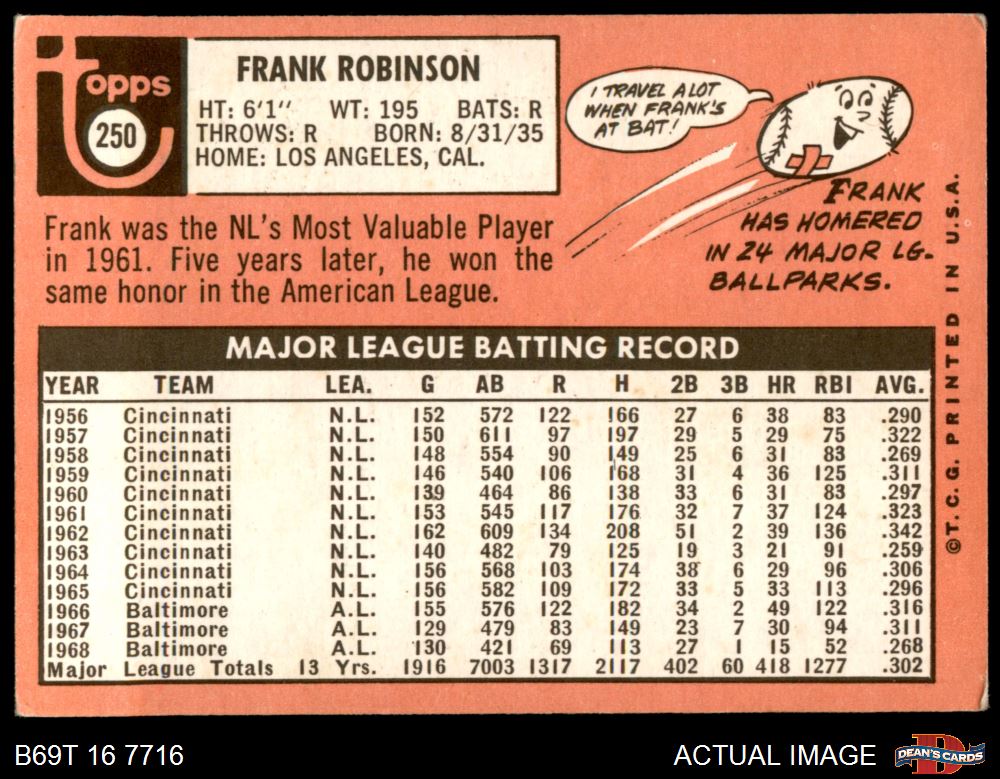 Topps
250
FRANK ROBINSON
HT: 6'1" WT: 195 BATS: R
THROWS: R BORN: 8/31/35
HOME: LOS ANGELES, CAL.
I TRAVEL A LOT
WHEN FRANK'S
AT BAT!
FRANK
HAS HOMERED
IN 24 MAJOR LG.
BALLPARKS.
Frank was the NL's Most Valuable Player
in 1961. Five years later, he won the
same honor in the American League.
MAJOR LEAGUE BATTING RECORD
YEAR TEAM LEA. G AB R H 2B 3B HR RBI AVG.
1956 Cincinnati N.L. 152 572 122 166 27 6 38 83 .290
1957 Cincinnati N.L. 150 611 97 197 29 5 29 75 .322
1958 Cincinnati N.L. 148 554 90 149 25 6 31 83 .269
1959 Cincinnati N.L. 146 540 106 168 31 4 36 125 .311
1960 Cincinnati N.L. 139 464 86 138 33 6 31 83 .297
1961 Cincinnati N.L. 153 545 117 176 32 7 37 124 .323
1962 Cincinnati N.L. 162 609 134 208 51 2 39 136 .342
1963 Cincinnati N.L. 140 482 79 125 19 3 21 91 .259
1964 Cincinnati N.L. 156 568 103 174 38 6 29 96 .306
1965 Cincinnati N.L. 156 582 109 172 33 5 33 113 .296
1966 Baltimore A.L. 155 576 122 182 34 2 49 122 .316
1967 Baltimore A.L. 129 479 83 149 23 7 30 94 .311
1968 Baltimore A.L. 130 421 69 113 27 1 15 52 .268
Major League Totals 13 Yrs. 1916 7003 1317 2117 402 60 418 1277 .302
©T.C.G. PRINTED IN U.S.A.
B69T 16 7716
ACTUAL IMAGE
DEAN'S CARDS